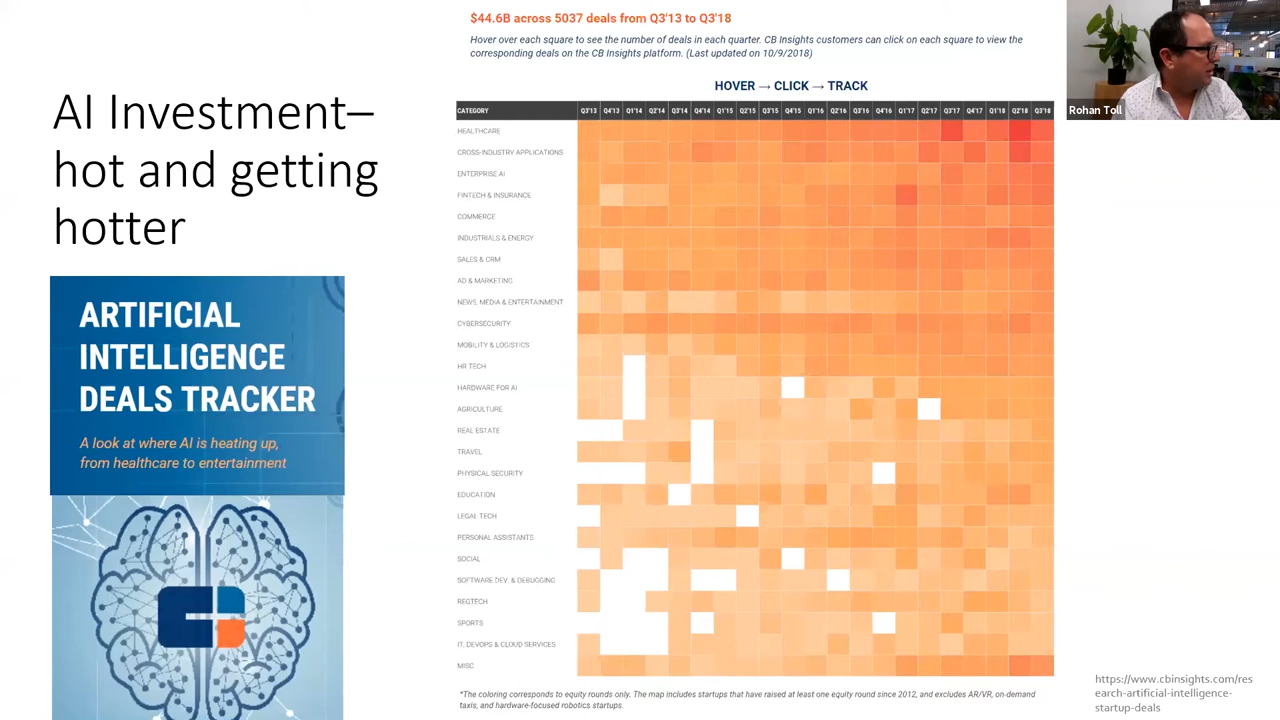 AI Investment–
hot and getting
hotter
ARTIFICIAL
INTELLIGENCE
DEALS TRACKER
A look at where AI is heating up,
from healthcare to entertainment
$44.6B across 5037 deals from Q3'13 to Q3'18
Hover over each square to see the number of deals in each quarter. CB Insights customers can click on each square to view the
corresponding deals on the CB Insights platform. (Last updated on 10/9/2018)
HOVER → CLICK → TRACK
CATEGORY Q3'13 Q4'13 Q1'14 Q2'14 Q3'14 Q4'14 Q1'15 Q2'15 Q3'15 Q4'15 Q1'16 Q2'16 Q3'16 Q4'16 Q1'17 Q2'17 Q3'17 Q4'17 Q1'18 Q2'18 Q3'18
HEALTHCARE
CROSS-INDUSTRY APPLICATIONS
ENTERPRISE AI
FINTECH & INSURANCE
COMMERCE
INDUSTRIALS & ENERGY
SALES & CRM
AD & MARKETING
NEWS, MEDIA & ENTERTAINMENT
CYBERSECURITY
MOBILITY & LOGISTICS
HR TECH
HARDWARE FOR AI
AGRICULTURE
REAL ESTATE
TRAVEL
PHYSICAL SECURITY
EDUCATION
LEGAL TECH
PERSONAL ASSISTANTS
SOCIAL
SOFTWARE DEV. & DEBUGGING
REGTECH
SPORTS
IT, DEVOPS & CLOUD SERVICES
MISC
*The coloring corresponds to equity rounds only. The map includes startups that have raised at least one equity round since 2012, and excludes AR/VR, on-demand
taxis, and hardware-focused robotics startups.
Rohan Toll
https://www.cbinsights.com/res
earch-artificial-intelligence-
startup-deals